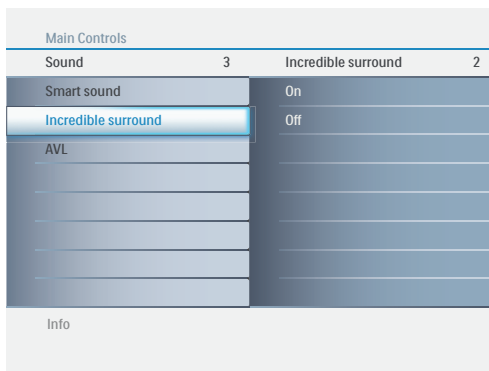 Main Controls
Sound 3 Incredible surround 2
Smart sound On
Incredible surround Off
AVL
Info